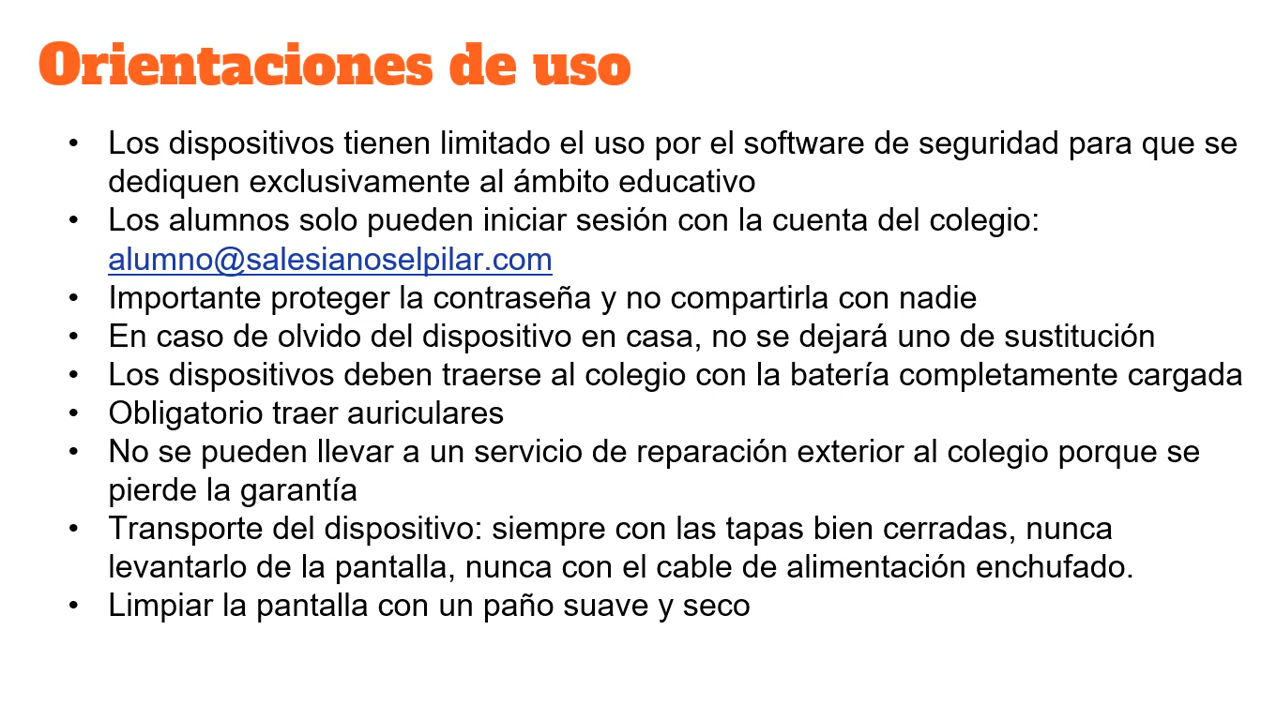 Orientaciones de uso
• Los dispositivos tienen limitado el uso por el software de seguridad para que se
dediquen exclusivamente al ámbito educativo
• Los alumnos solo pueden iniciar sesión con la cuenta del colegio:
alumno@salesianoselpilar.com
• Importante proteger la contraseña y no compartirla con nadie
• En caso de olvido del dispositivo en casa, no se dejará uno de sustitución
• Los dispositivos deben traerse al colegio con la batería completamente cargada
• Obligatorio traer auriculares
• No se pueden llevar a un servicio de reparación exterior al colegio porque se
pierde la garantía
• Transporte del dispositivo: siempre con las tapas bien cerradas, nunca
levantarlo de la pantalla, nunca con el cable de alimentación enchufado.
• Limpiar la pantalla con un paño suave y seco